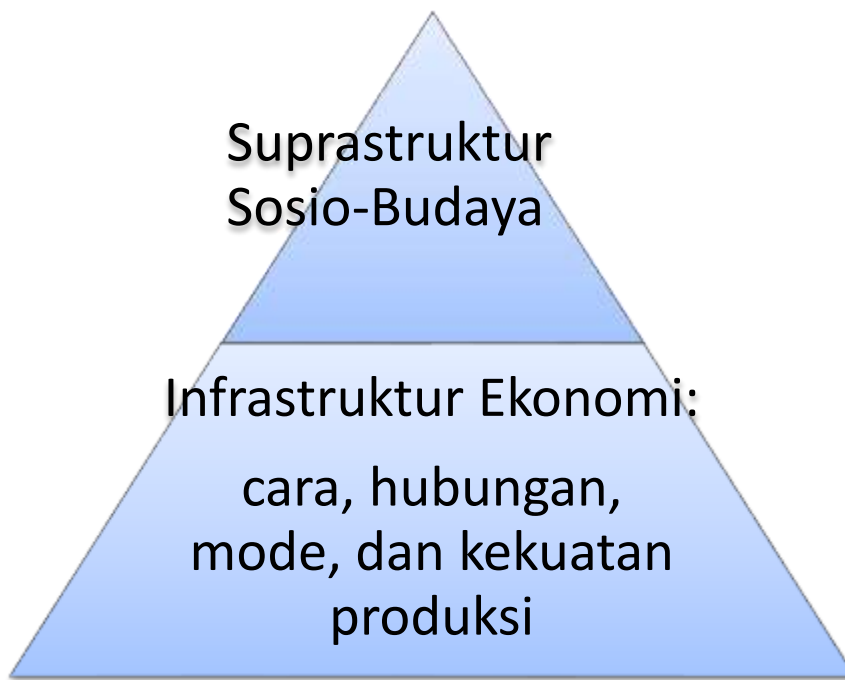 Suprastruktur
Sosio-Budaya
Infrastruktur Ekonomi:
cara, hubungan,
mode, dan kekuatan
produksi